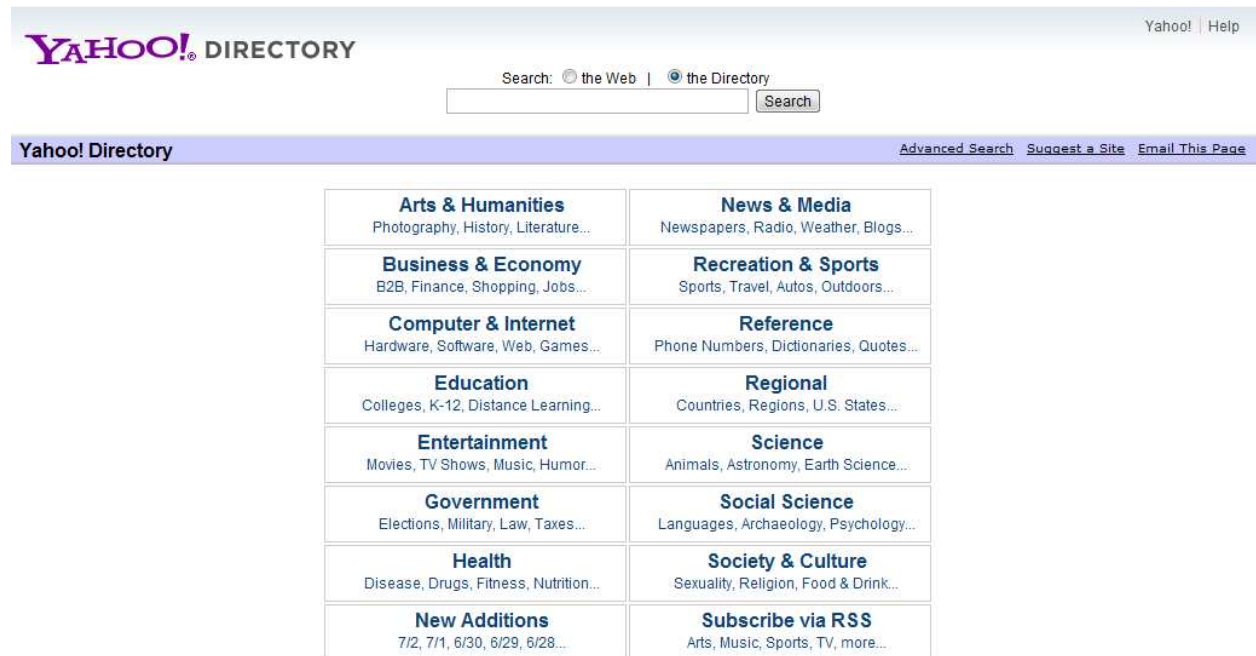 Yahoo! | Help
YAHOO!® DIRECTORY
Search: the Web | the Directory
Search
Yahoo! Directory
Advanced Search Suggest a Site Email This Page
Arts & Humanities
Photography, History, Literature...
News & Media
Newspapers, Radio, Weather, Blogs...
Business & Economy
B2B, Finance, Shopping, Jobs...
Recreation & Sports
Sports, Travel, Autos, Outdoors...
Computer & Internet
Hardware, Software, Web, Games...
Reference
Phone Numbers, Dictionaries, Quotes...
Education
Colleges, K-12, Distance Learning...
Regional
Countries, Regions, U.S. States...
Entertainment
Movies, TV Shows, Music, Humor...
Science
Animals, Astronomy, Earth Science...
Government
Elections, Military, Law, Taxes...
Social Science
Languages, Archaeology, Psychology...
Health
Disease, Drugs, Fitness, Nutrition...
Society & Culture
Sexuality, Religion, Food & Drink...
New Additions
7/2, 7/1, 6/30, 6/29, 6/28...
Subscribe via RSS
Arts, Music, Sports, TV, more...